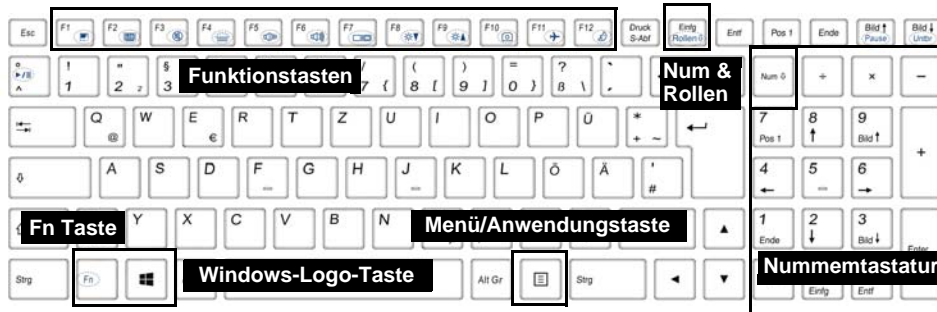 Esc F1 F2 F3 F4 F5 F6 F7 F8 F9 F10 F11 F12 Druck S-Abf Einfg Rollen Entf Pos 1 Ende Bild Pause Bild Untbr
° ^ ! 1 " 2 ² § 3 Funktionstasten / 7 { ( 8 [ ) 9 ] = 0 } ? ß \ ` ´ Num & Rollen Num ÷ × −
Q @ W E € R T Z U I O P Ü * + ~ 7 Pos 1 8 ↑ 9 Bild ↑ +
A S D F G H J K L Ö Ä ' # 4 ← 5 6 →
Fn Taste Y X C V B N Menü/Anwendungstaste ▲ 1 Ende 2 ↓ 3 Bild ↓ Enter
Strg Fn Windows-Logo-Taste Alt Gr Strg ◄ ▼ Nummerntastatur
Einfg Entf